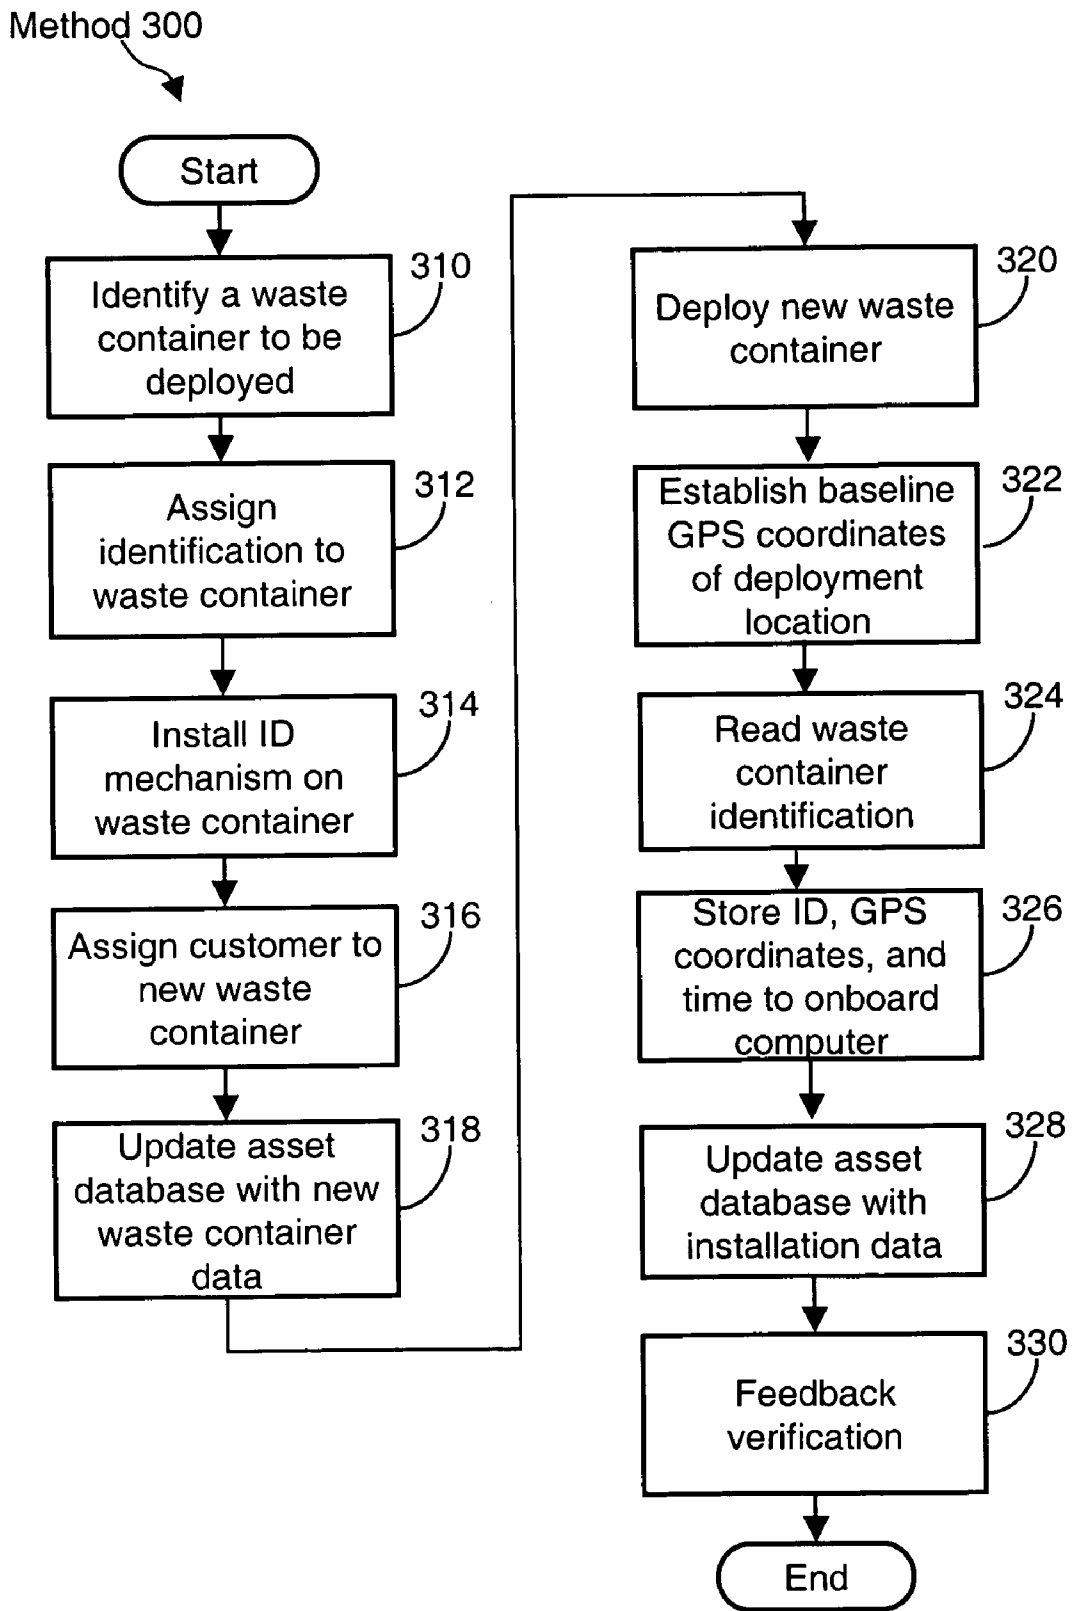 Method 300
Start
310
Identify a waste
container to be
deployed
312
Assign
identification to
waste container
314
Install ID
mechanism on
waste container
316
Assign customer to
new waste
container
318
Update asset
database with new
waste container
data
320
Deploy new waste
container
322
Establish baseline
GPS coordinates
of deployment
location
324
Read waste
container
identification
326
Store ID, GPS
coordinates, and
time to onboard
computer
328
Update asset
database with
installation data
330
Feedback
verification
End